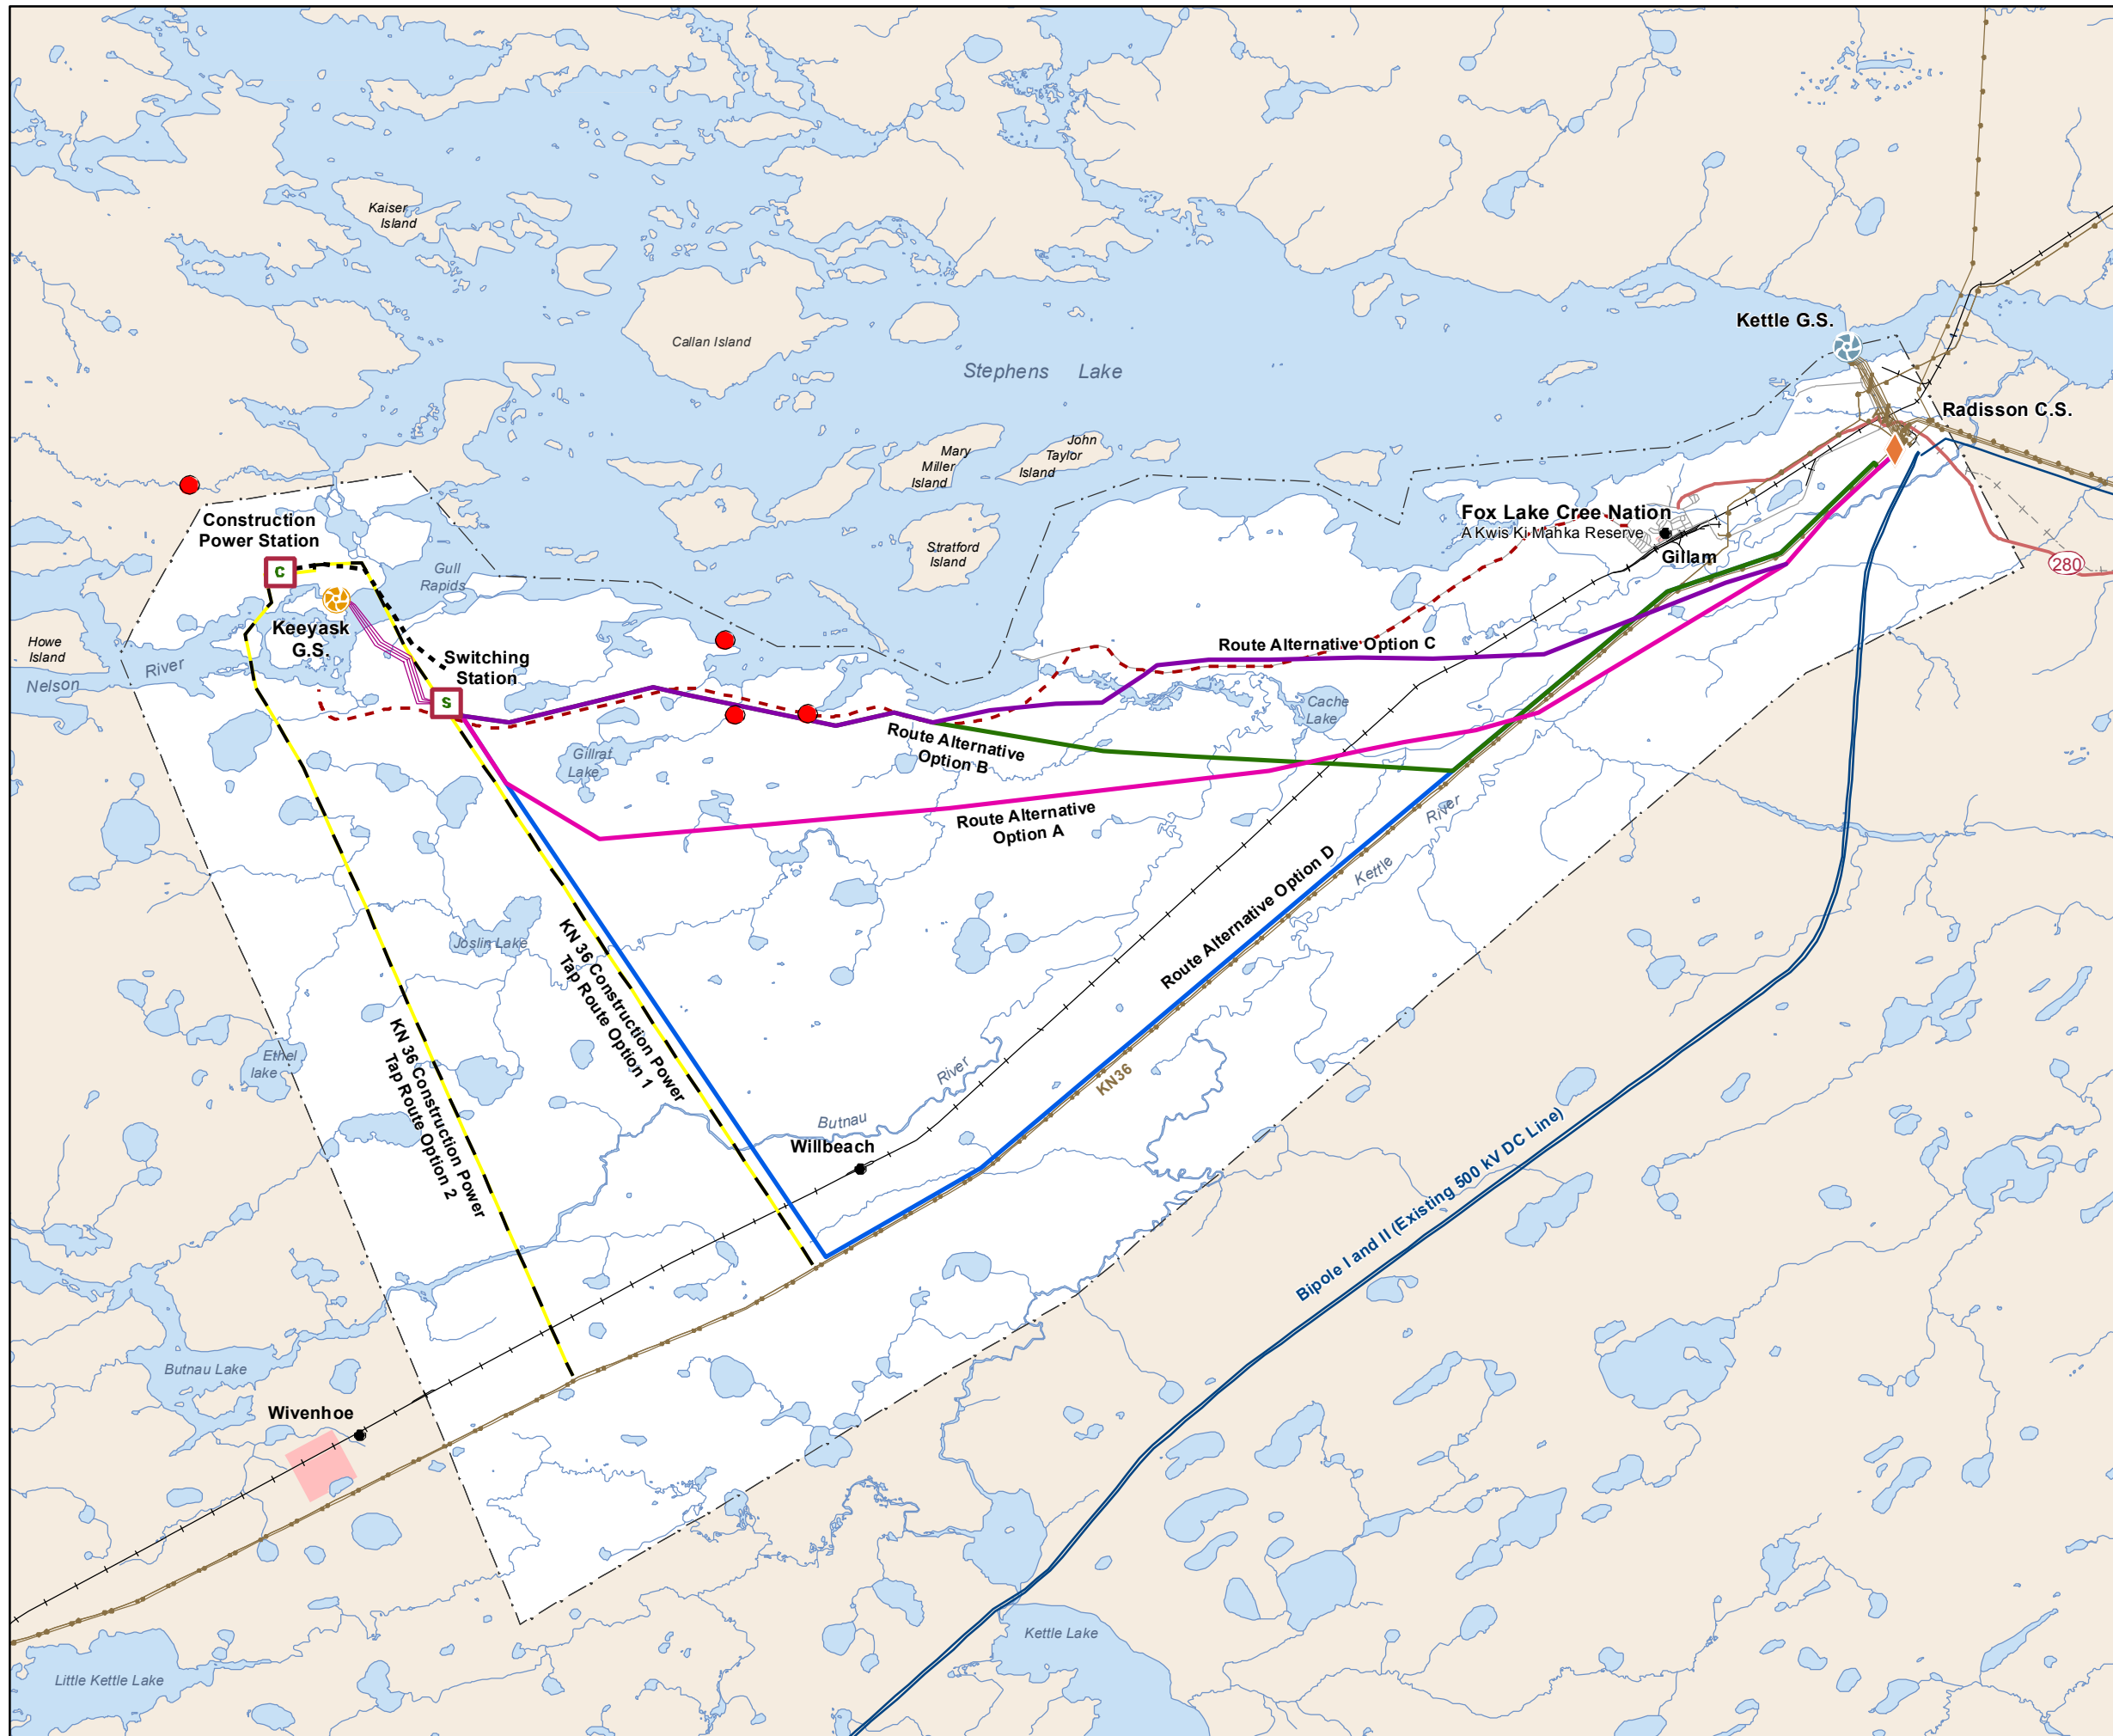 Kaiser
Island
Callan Island
Stephens Lake
Kettle G.S.
Radisson C.S.
Mary
Miller
Island
John
Taylor
Island
Stratford
Island
Construction
Power Station
C
Gull
Rapids
Fox Lake Cree Nation
A Kwis Ki Mahka Reserve
Gillam
280
Keeyask
G.S.
Howe
Island
River
Nelson
Switching
Station
S
Route Alternative Option C
Cache
Lake
Gillraf
Lake
Route Alternative
Option B
Route Alternative
Option A
River
Kettle
Route Alternative Option D
Joslin Lake
KN 36 Construction Power
Tap Route Option 1
KN 36 Construction Power
Tap Route Option 2
Ethel
lake
River
Butnau
KN36
Willbeach
Bipole I and II (Existing 500 kV DC Line)
Butnau Lake
Wivenhoe
Kettle Lake
Little Kettle Lake